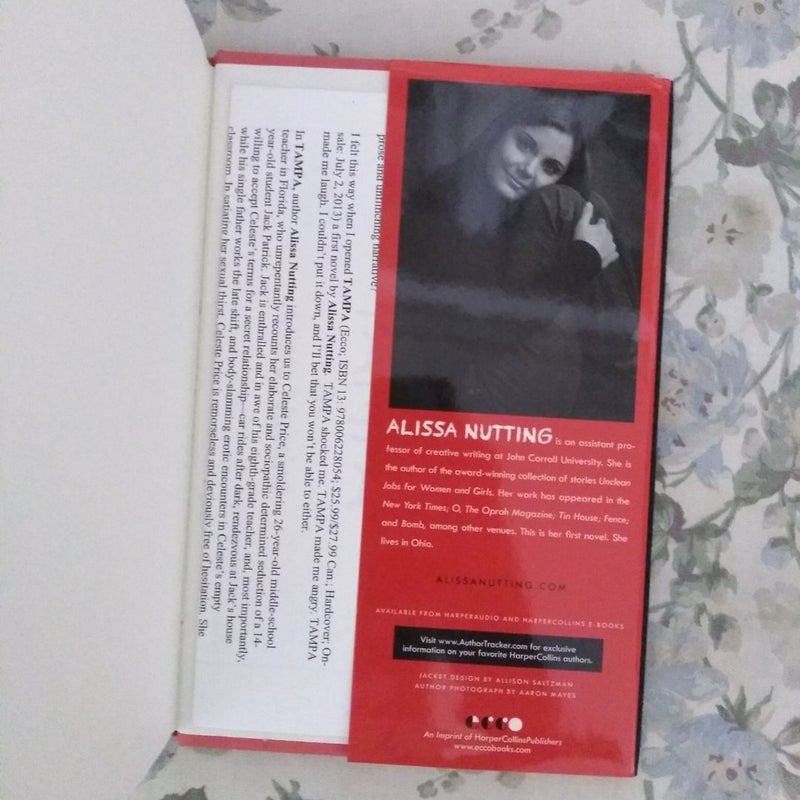 prose and unflinching narrative?
I felt this way when I opened TAMPA (Ecco; ISBN 13: 978006228054; $25.99/$27.99 Can.; Hardcover; On-
sale: July 2, 2013) a first novel by Alissa Nutting. TAMPA shocked me. TAMPA made me angry. TAMPA
made me laugh. I couldn't put it down, and I'll bet that you won't be able to either.
In TAMPA, author Alissa Nutting introduces us to Celeste Price, a smoldering 26-year-old middle-school
teacher in Florida, who unrepentantly recounts her elaborate and sociopathic determined seduction of a 14-
year-old student Jack Patrick. Jack is enthralled and in awe of his eighth-grade teacher, and, most importantly,
willing to accept Celeste's terms for a secret relationship—car rides after dark, rendezvous at Jack's house
while his single father works the late shift, and body-slamming erotic encounters in Celeste's empty
classroom. In satiating her sexual thirst, Celeste Price is remorseless and deviously free of hesitation. She
ALISSA NUTTING is an assistant pro-
fessor of creative writing at John Carroll University. She is
the author of the award-winning collection of stories Unclean
Jobs for Women and Girls. Her work has appeared in the
New York Times; O, The Oprah Magazine; Tin House; Fence;
and Bomb, among other venues. This is her first novel. She
lives in Ohio.
ALISSANUTTING.COM
AVAILABLE FROM HARPERAUDIO AND HARPERCOLLINS E-BOOKS
Visit www.AuthorTracker.com for exclusive
information on your favorite HarperCollins authors.
JACKET DESIGN BY ALLISON SALTZMAN
AUTHOR PHOTOGRAPH BY AARON MAYES
ecco
An Imprint of HarperCollinsPublishers
www.eccobooks.com